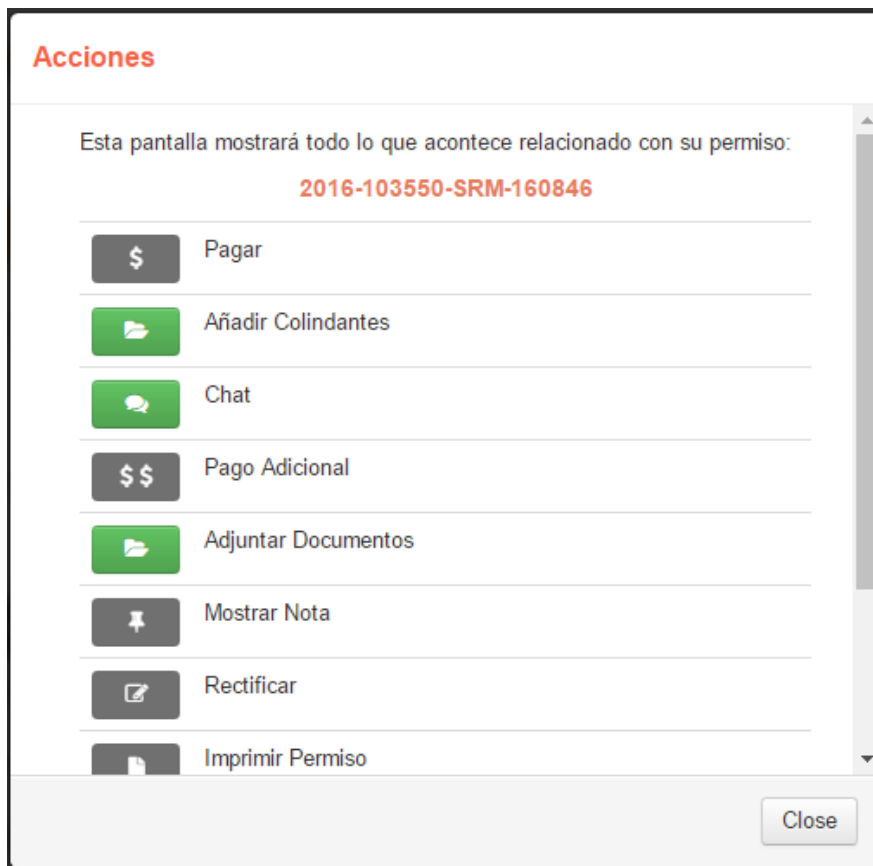 Acciones
Esta pantalla mostrará todo lo que acontece relacionado con su permiso:
2016-103550-SRM-160846
$ Pagar
Añadir Colindantes
Chat
$ $ Pago Adicional
Adjuntar Documentos
Mostrar Nota
Rectificar
Imprimir Permiso
Close